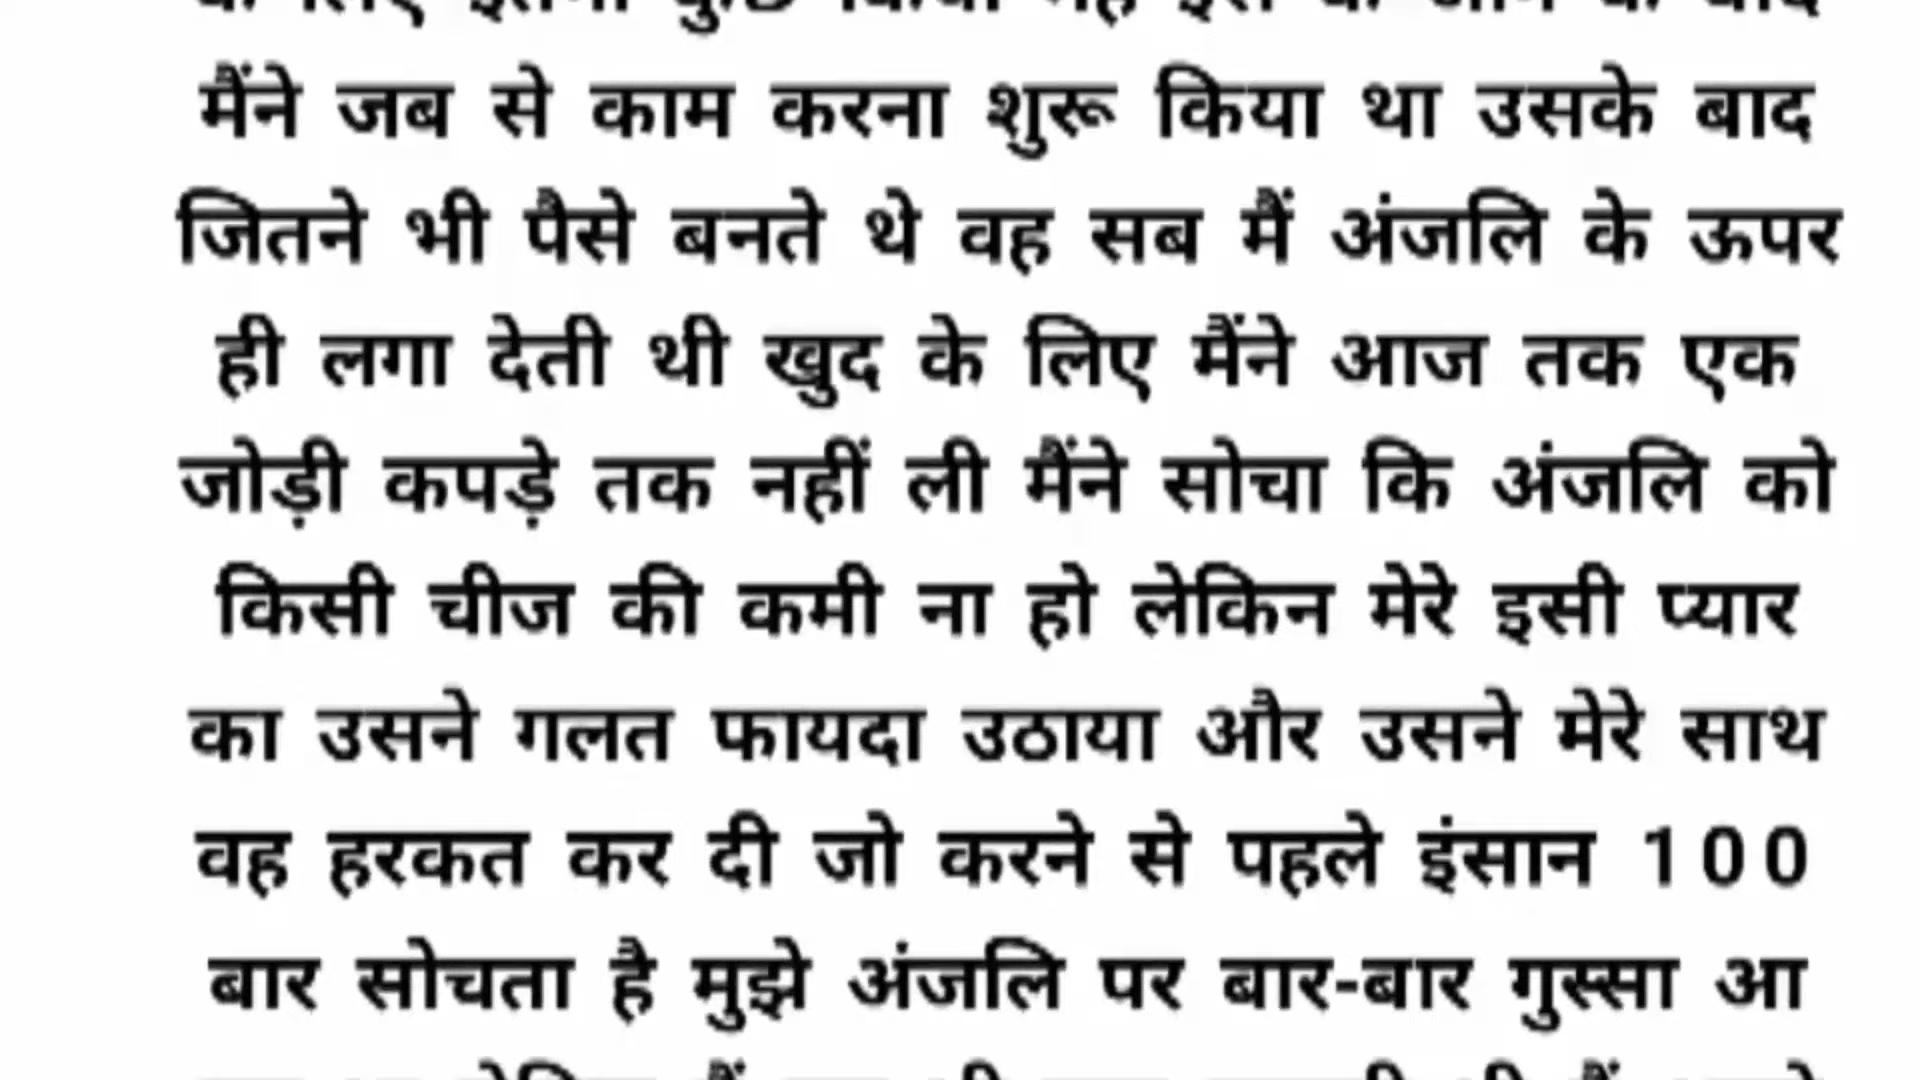 मैंने जब से काम करना शुरू किया था उसके बाद
जितने भी पैसे बनते थे वह सब मैं अंजलि के ऊपर
ही लगा देती थी खुद के लिए मैंने आज तक एक
जोड़ी कपड़े तक नहीं ली मैंने सोचा कि अंजलि को
किसी चीज की कमी ना हो लेकिन मेरे इसी प्यार
का उसने गलत फायदा उठाया और उसने मेरे साथ
वह हरकत कर दी जो करने से पहले इंसान 100
बार सोचता है मुझे अंजलि पर बार-बार गुस्सा आ